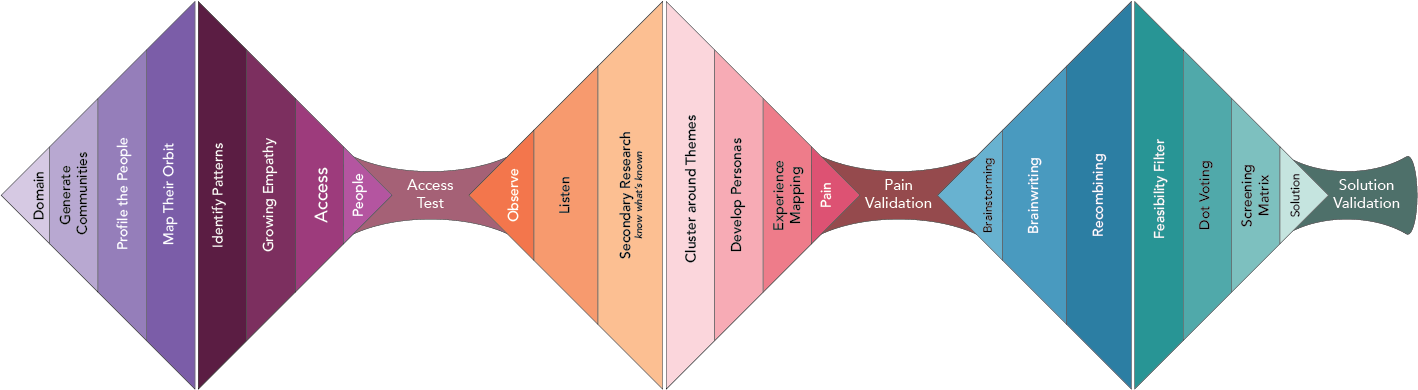 Domain
Generate
Communities
Profile the People
Map Their Orbit
Identify Patterns
Growing Empathy
Access
People
Access
Test
Observe
Listen
Secondary Research
know what's known
Cluster around Themes
Develop Personas
Experience
Mapping
Pain
Pain
Validation
Brainstorming
Brainwriting
Recombining
Feasibility Filter
Dot Voting
Screening
Matrix
Solution
Solution
Validation